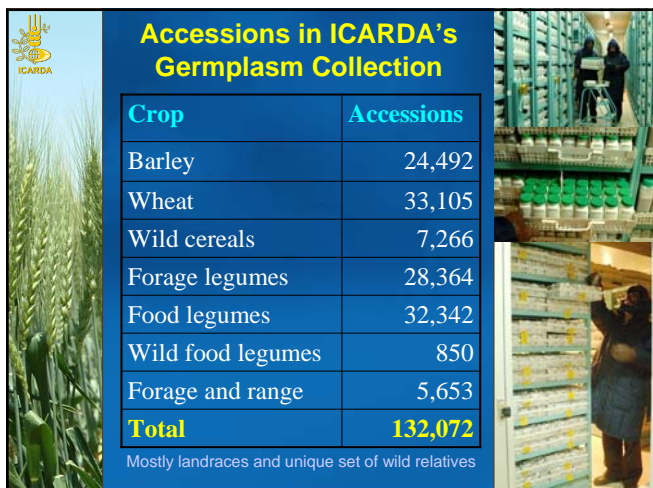 ICARDA
Accessions in ICARDA's
Germplasm Collection
Crop Accessions
Barley 24,492
Wheat 33,105
Wild cereals 7,266
Forage legumes 28,364
Food legumes 32,342
Wild food legumes 850
Forage and range 5,653
Total 132,072
Mostly landraces and unique set of wild relatives